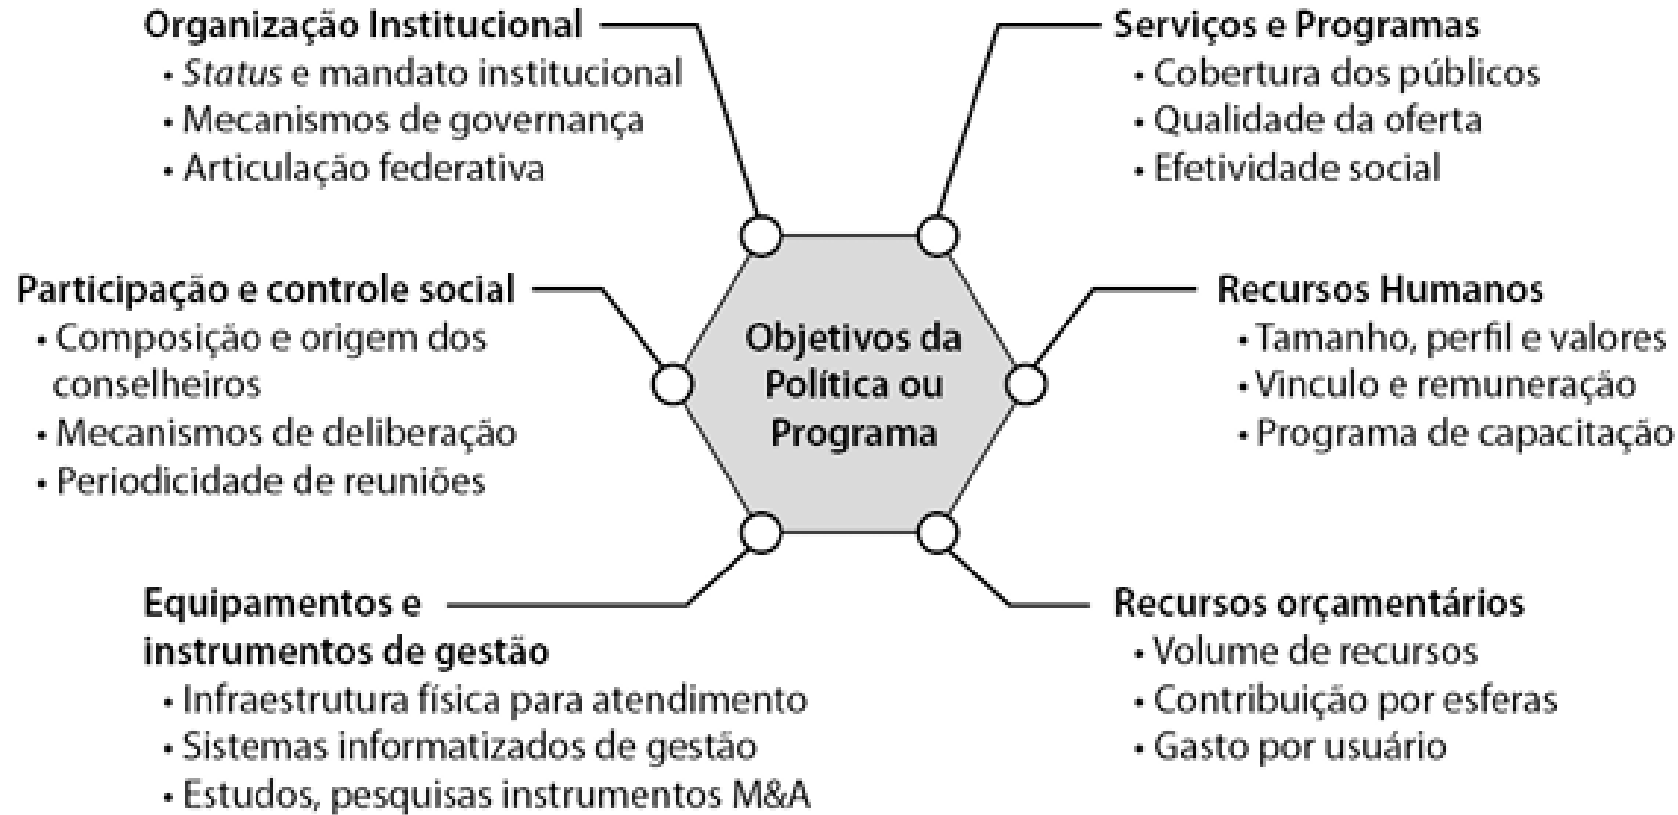 Organização Institucional
• Status e mandato institucional
• Mecanismos de governança
• Articulação federativa
Serviços e Programas
• Cobertura dos públicos
• Qualidade da oferta
• Efetividade social
Participação e controle social
• Composição e origem dos
conselheiros
• Mecanismos de deliberação
• Periodicidade de reuniões
Objetivos da
Política ou
Programa
Recursos Humanos
• Tamanho, perfil e valores
• Vinculo e remuneração
• Programa de capacitação
Equipamentos e
instrumentos de gestão
• Infraestrutura física para atendimento
• Sistemas informatizados de gestão
• Estudos, pesquisas instrumentos M&A
Recursos orçamentários
• Volume de recursos
• Contribuição por esferas
• Gasto por usuário